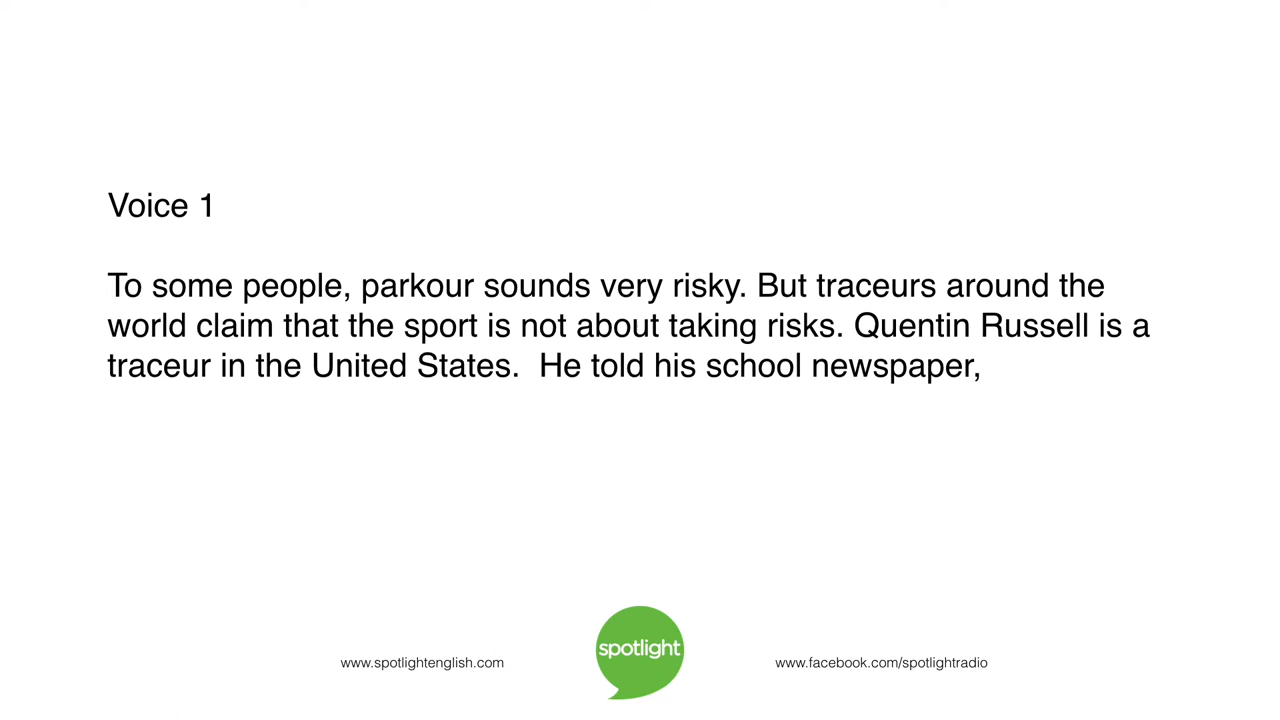 Voice 1
To some people, parkour sounds very risky. But traceurs around the
world claim that the sport is not about taking risks. Quentin Russell is a
traceur in the United States.  He told his school newspaper,
www.spotlightenglish.com
spotlight
www.facebook.com/spotlightradio